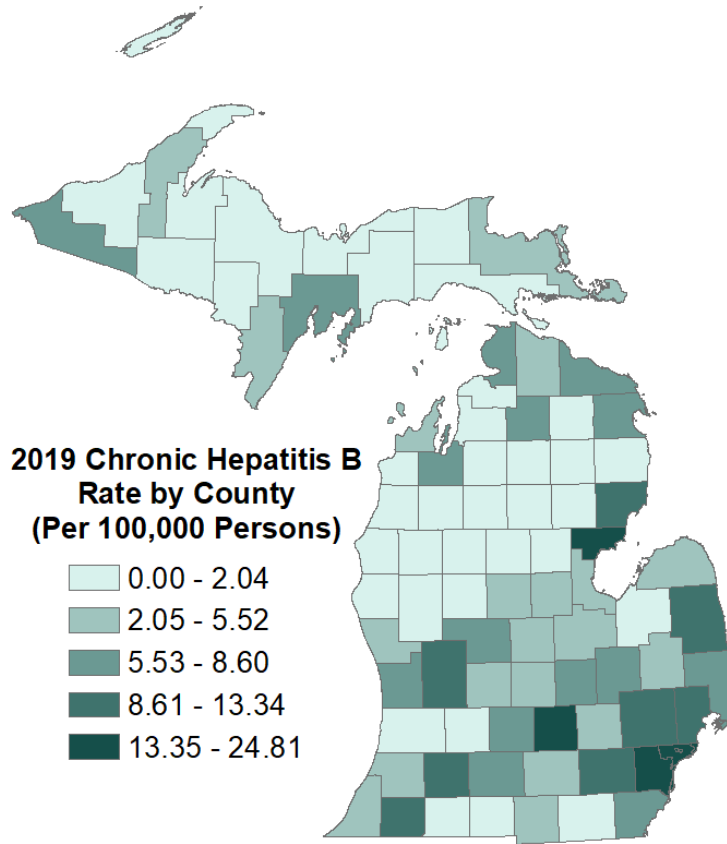 2019 Chronic Hepatitis B
Rate by County
(Per 100,000 Persons)
0.00 - 2.04
2.05 - 5.52
5.53 - 8.60
8.61 - 13.34
13.35 - 24.81